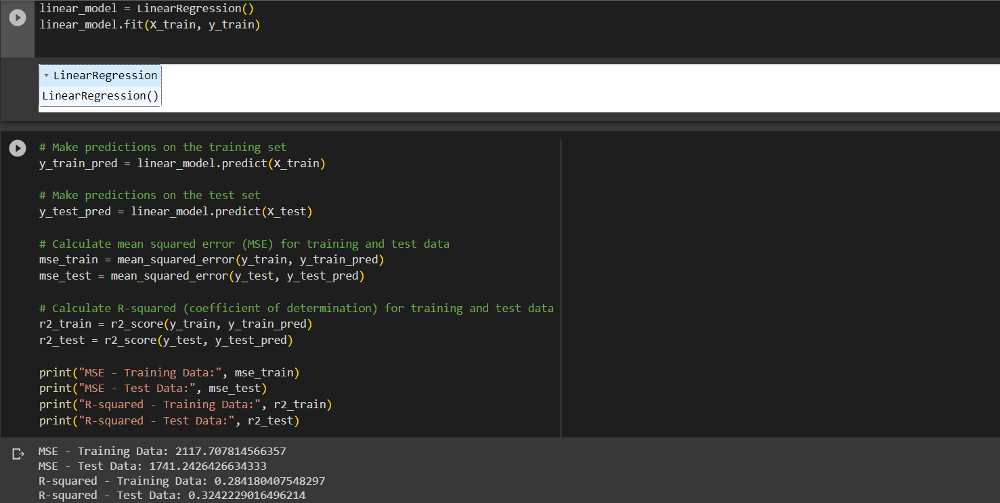 linear_model = LinearRegression()
linear_model.fit(X_train, y_train)
LinearRegression
LinearRegression()
# Make predictions on the training set
y_train_pred = linear_model.predict(X_train)
# Make predictions on the test set
y_test_pred = linear_model.predict(X_test)
# Calculate mean squared error (MSE) for training and test data
mse_train = mean_squared_error(y_train, y_train_pred)
mse_test = mean_squared_error(y_test, y_test_pred)
# Calculate R-squared (coefficient of determination) for training and test data
r2_train = r2_score(y_train, y_train_pred)
r2_test = r2_score(y_test, y_test_pred)
print("MSE - Training Data:", mse_train)
print("MSE - Test Data:", mse_test)
print("R-squared - Training Data:", r2_train)
print("R-squared - Test Data:", r2_test)
MSE - Training Data: 2117.707814566357
MSE - Test Data: 1741.2426426634333
R-squared - Training Data: 0.284180407548297
R-squared - Test Data: 0.3242229016496214